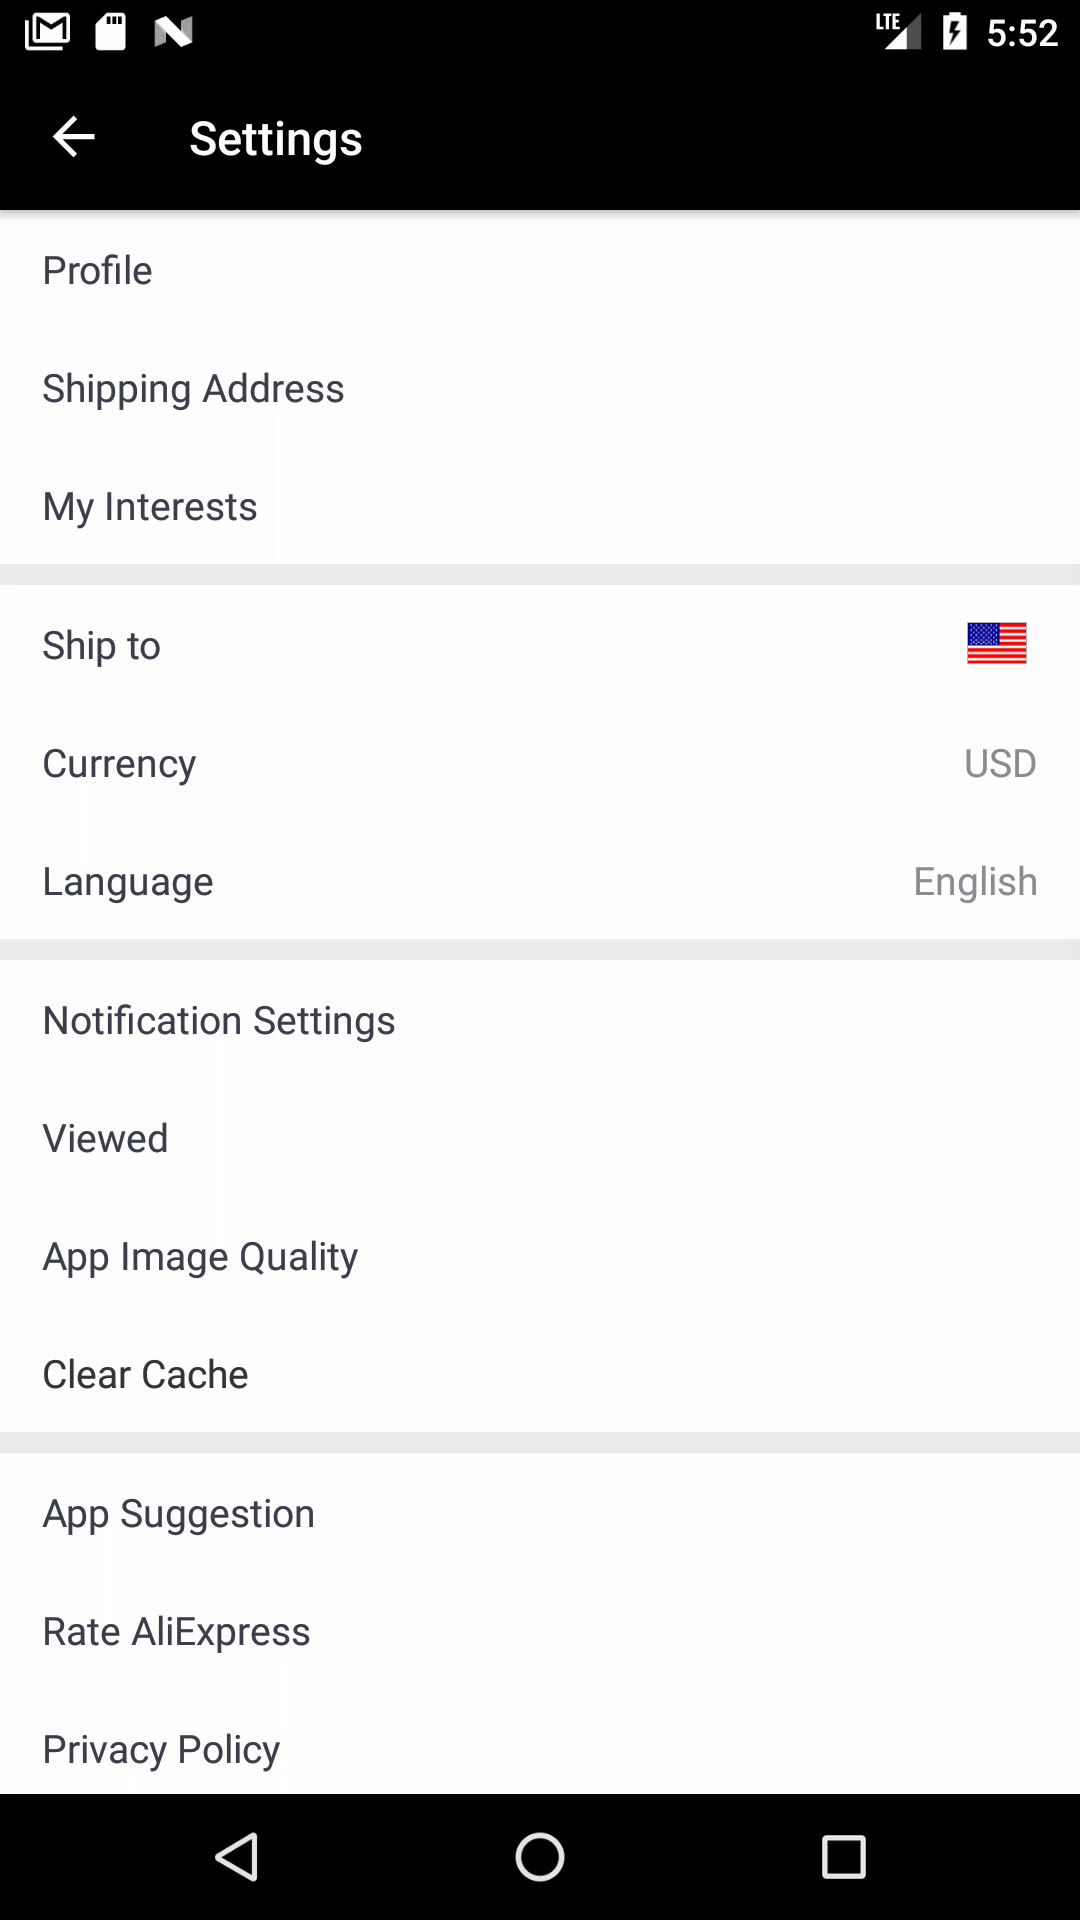 LTE 5:52
Settings
Profile
Shipping Address
My Interests
Ship to
Currency USD
Language English
Notification Settings
Viewed
App Image Quality
Clear Cache
App Suggestion
Rate AliExpress
Privacy Policy